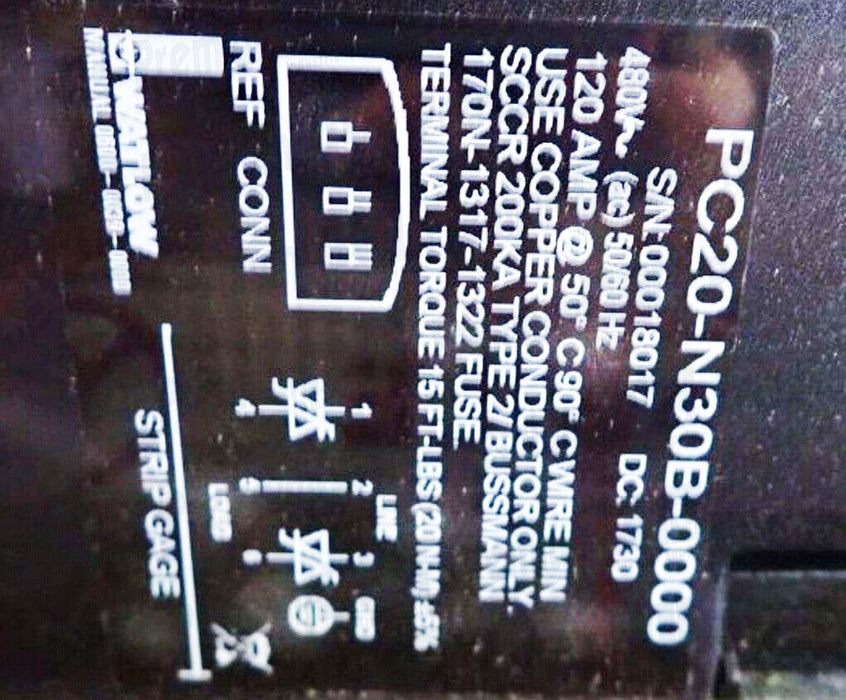 PC20-N30B-0000
S/N-00018017 DC 1730
480V~ (ac) 50/60 Hz
120 AMP @ 50° C 90° C WIRE MIN
USE COPPER CONDUCTOR ONLY.
SCCR 200KA TYPE 2/BUSSMANN
170N-1317-1322 FUSE
TERMINAL TORQUE 15 FT-LBS (20 N-M) ±5%
LINE
1 2 3 GND
4 5 6
LOAD
REF CONN
STRIP GAGE
WATLOW
MANUAL